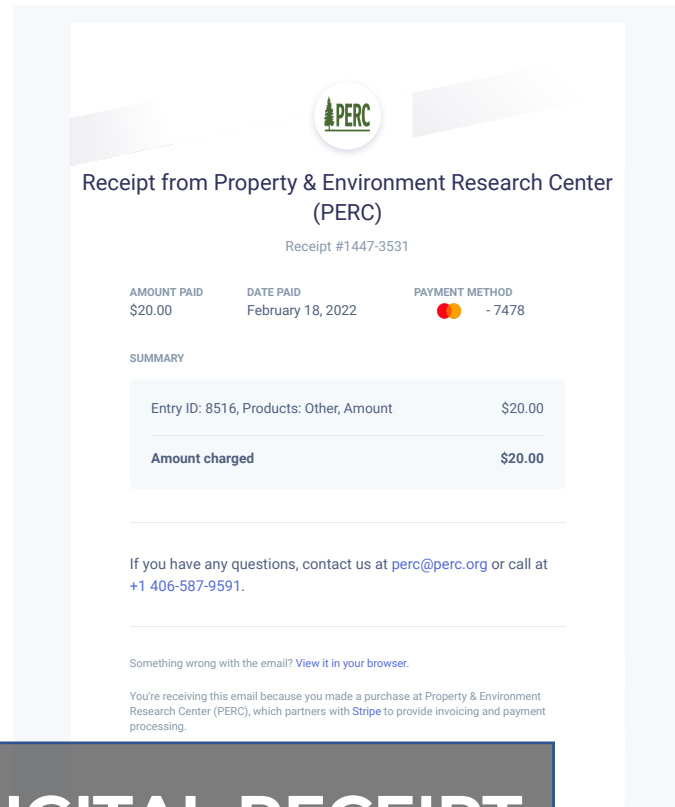 PERC
Receipt from Property & Environment Research Center
(PERC)
Receipt #1447-3531
AMOUNT PAID DATE PAID PAYMENT METHOD
$20.00 February 18, 2022 - 7478
SUMMARY
Entry ID: 8516, Products: Other, Amount $20.00
Amount charged $20.00
If you have any questions, contact us at perc@perc.org or call at
+1 406-587-9591.
Something wrong with the email? View it in your browser.
You're receiving this email because you made a purchase at Property & Environment
Research Center (PERC), which partners with Stripe to provide invoicing and payment
processing.